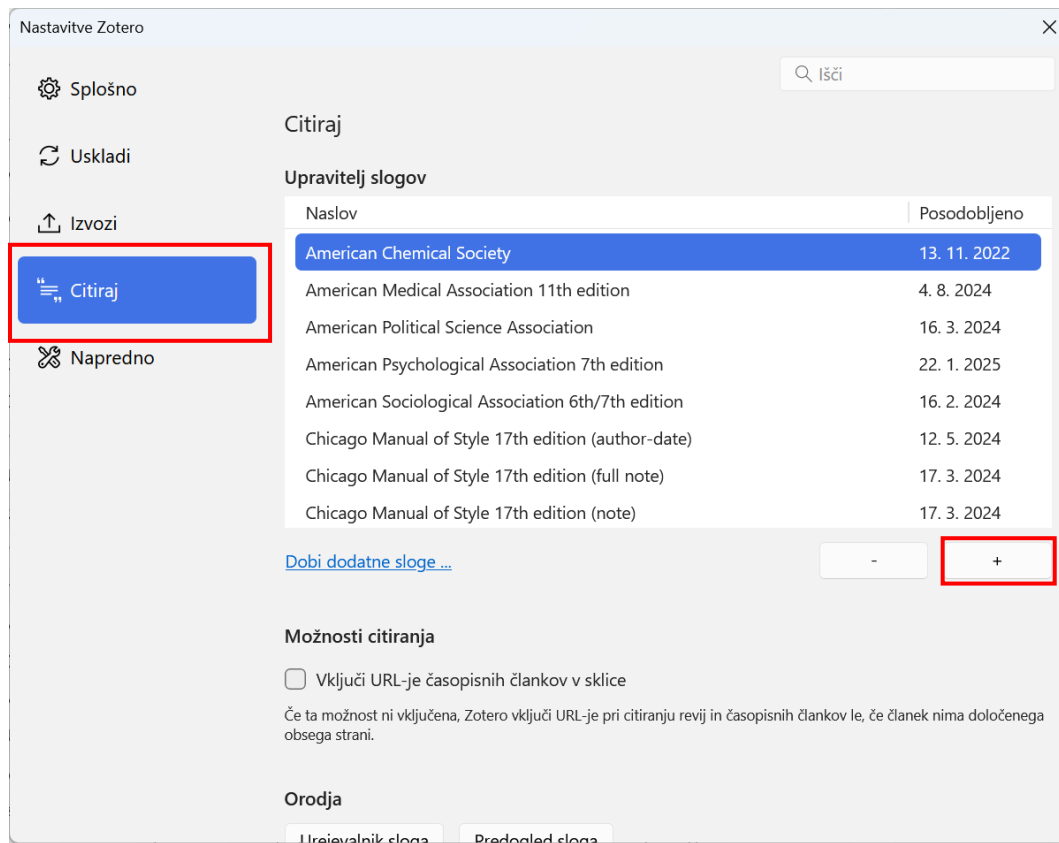 Nastavitve Zotero
Išči
Splošno
Uskladi
Izvozi
Citiraj
Napredno
Citiraj
Upravitelj slogov
Naslov Posodobljeno
American Chemical Society 13. 11. 2022
American Medical Association 11th edition 4. 8. 2024
American Political Science Association 16. 3. 2024
American Psychological Association 7th edition 22. 1. 2025
American Sociological Association 6th/7th edition 16. 2. 2024
Chicago Manual of Style 17th edition (author-date) 12. 5. 2024
Chicago Manual of Style 17th edition (full note) 17. 3. 2024
Chicago Manual of Style 17th edition (note) 17. 3. 2024
Dobi dodatne sloge ... - +
Možnosti citiranja
Vključi URL-je časopisnih člankov v sklice
Če ta možnost ni vključena, Zotero vključi URL-je pri citiranju revij in časopisnih člankov le, če članek nima določenega
obsega strani.
Orodja
Urejevalnik sloga Predogled sloga